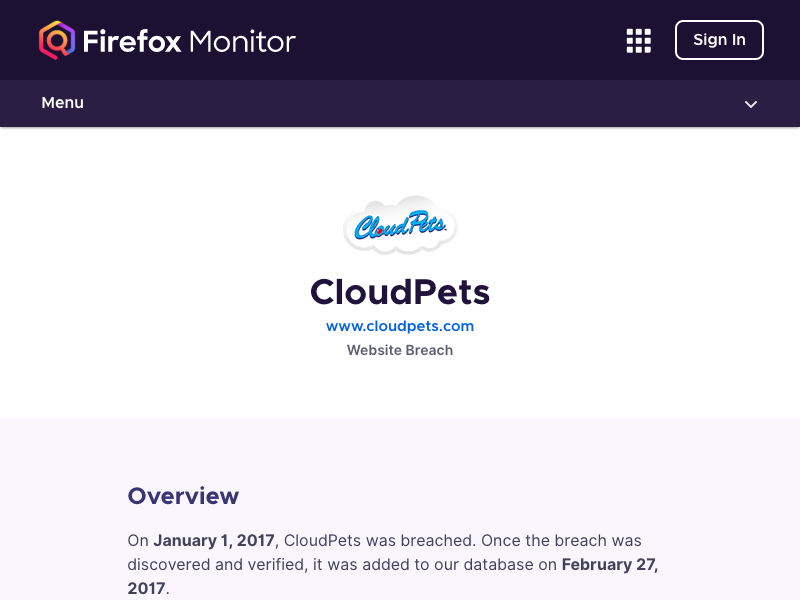 Firefox Monitor
Sign In
Menu
CloudPets
CloudPets
www.cloudpets.com
Website Breach
Overview
On January 1, 2017, CloudPets was breached. Once the breach was
discovered and verified, it was added to our database on February 27,
2017.